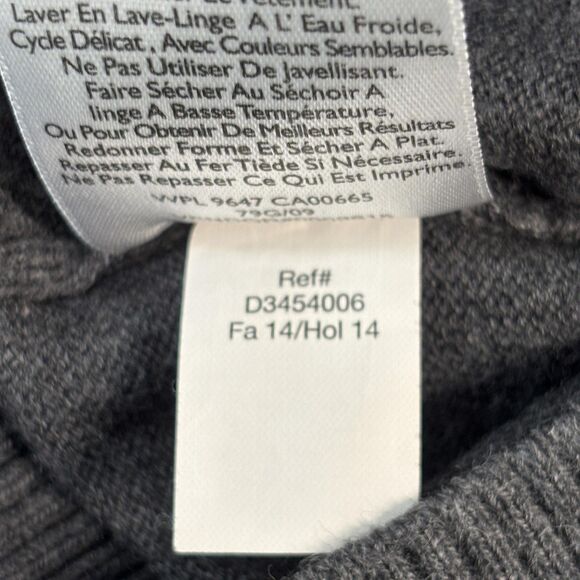 Laver En Lave-Linge A L' Eau Froide,
Cycle Délicat, Avec Couleurs Semblables.
Ne Pas Utiliser De Javellisant.
Faire Sécher Au Séchoir A
linge A Basse Température,
Ou Pour Obtenir De Meilleurs Résultats
Redonner Forme Et Sécher A Plat.
Repasser Au Fer Tiède Si Nécessaire.
Ne Pas Repasser Ce Qui Est Imprimé.
WPL 9647 CA00665
79G/09
Ref#
D3454006
Fa 14/Hol 14